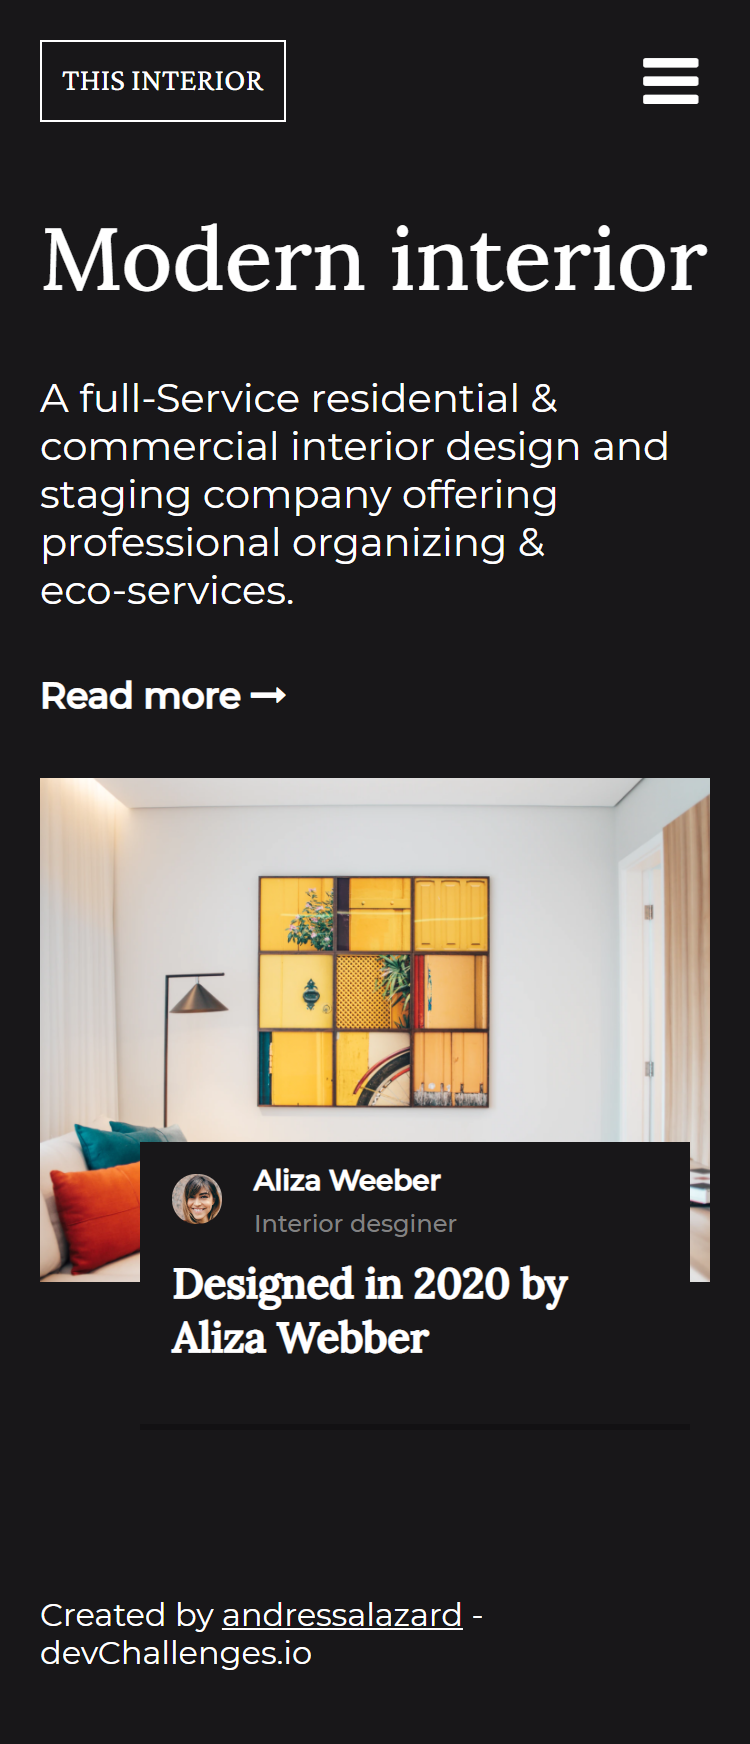 THIS INTERIOR
Modern interior
A full-Service residential &
commercial interior design and
staging company offering
professional organizing &
eco-services.
Read more
Aliza Weeber
Interior desginer
Designed in 2020 by
Aliza Webber
Created by andressalazard -
devChallenges.io